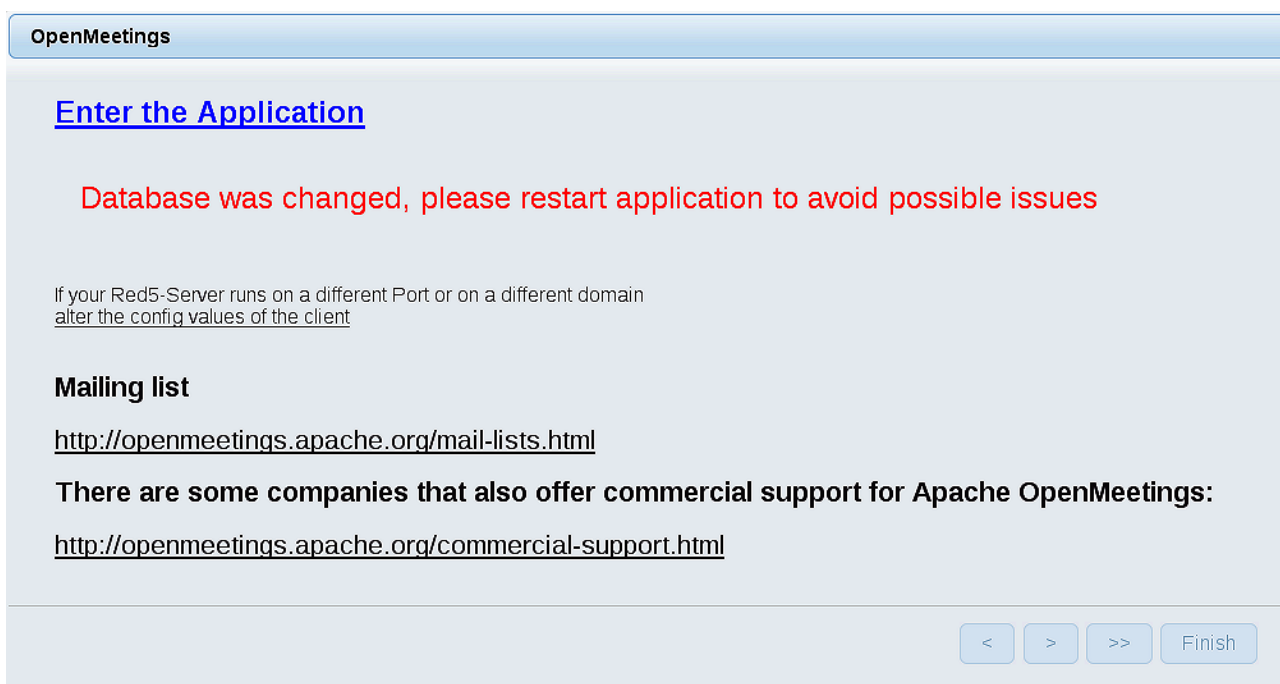 OpenMeetings
Enter the Application
Database was changed, please restart application to avoid possible issues
If your Red5-Server runs on a different Port or on a different domain
alter the config values of the client
Mailing list
http://openmeetings.apache.org/mail-lists.html
There are some companies that also offer commercial support for Apache OpenMeetings:
http://openmeetings.apache.org/commercial-support.html
< > >> Finish